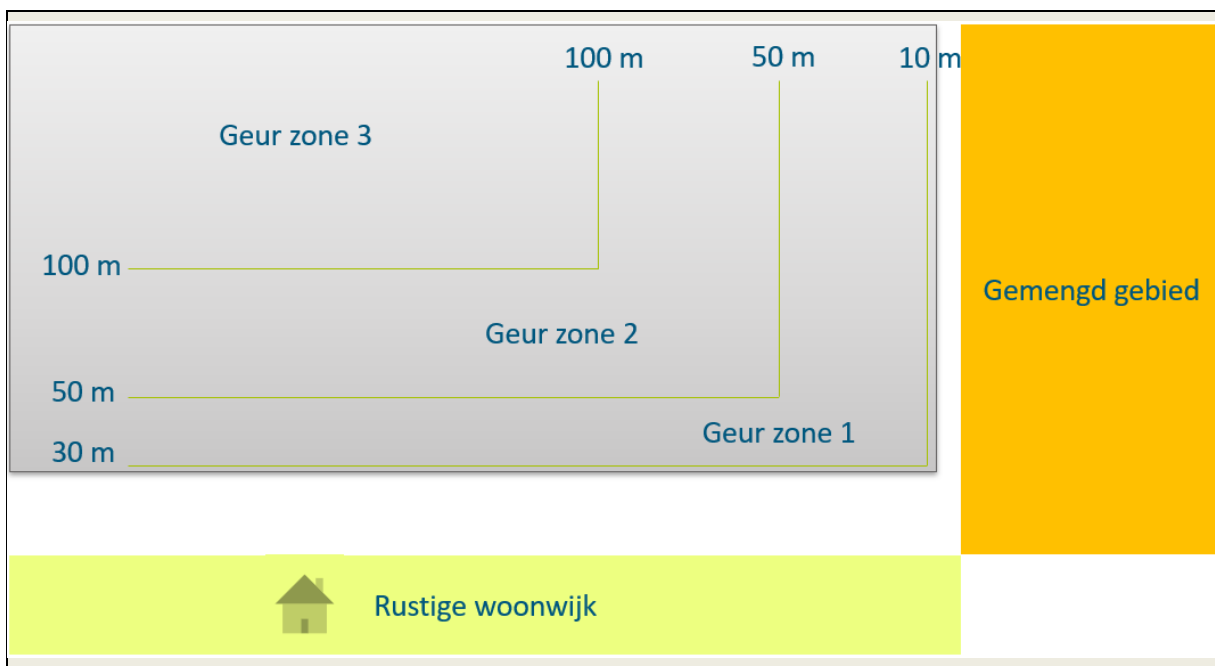 100 m
50 m
10 m
Geur zone 3
100 m
Gemengd gebied
Geur zone 2
50 m
Geur zone 1
30 m
Rustige woonwijk